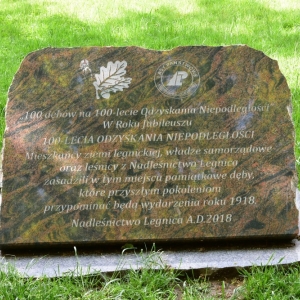 100 dębów na 100-lecie Odzyskania Niepodległości
W Roku Jubileuszu
100-LECIA ODZYSKANIA NIEPODLEGŁOŚCI
Mieszkańcy ziemi legnickiej, władze samorządowe
oraz leśnicy z Nadleśnictwa Legnica
zasadzili w tym miejscu pamiątkowe dęby,
które przyszłym pokoleniom
przypominać będą wydarzenia roku 1918.
Nadleśnictwo Legnica A.D.2018